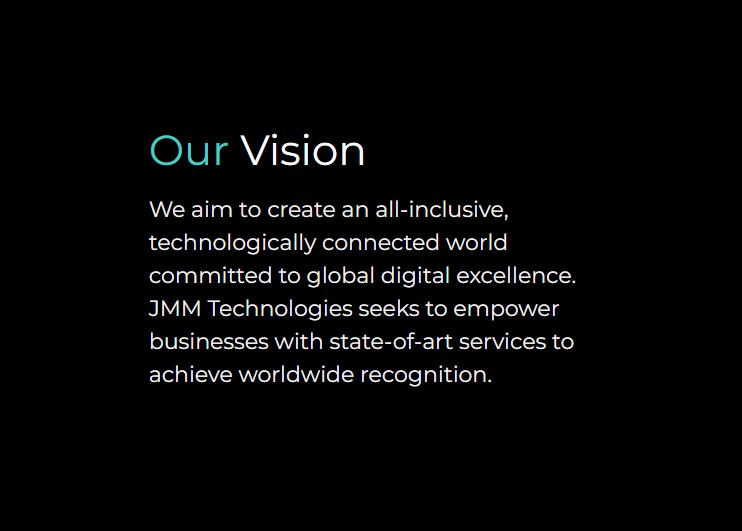 Our Vision
We aim to create an all-inclusive,
technologically connected world
committed to global digital excellence.
JMM Technologies seeks to empower
businesses with state-of-art services to
achieve worldwide recognition.